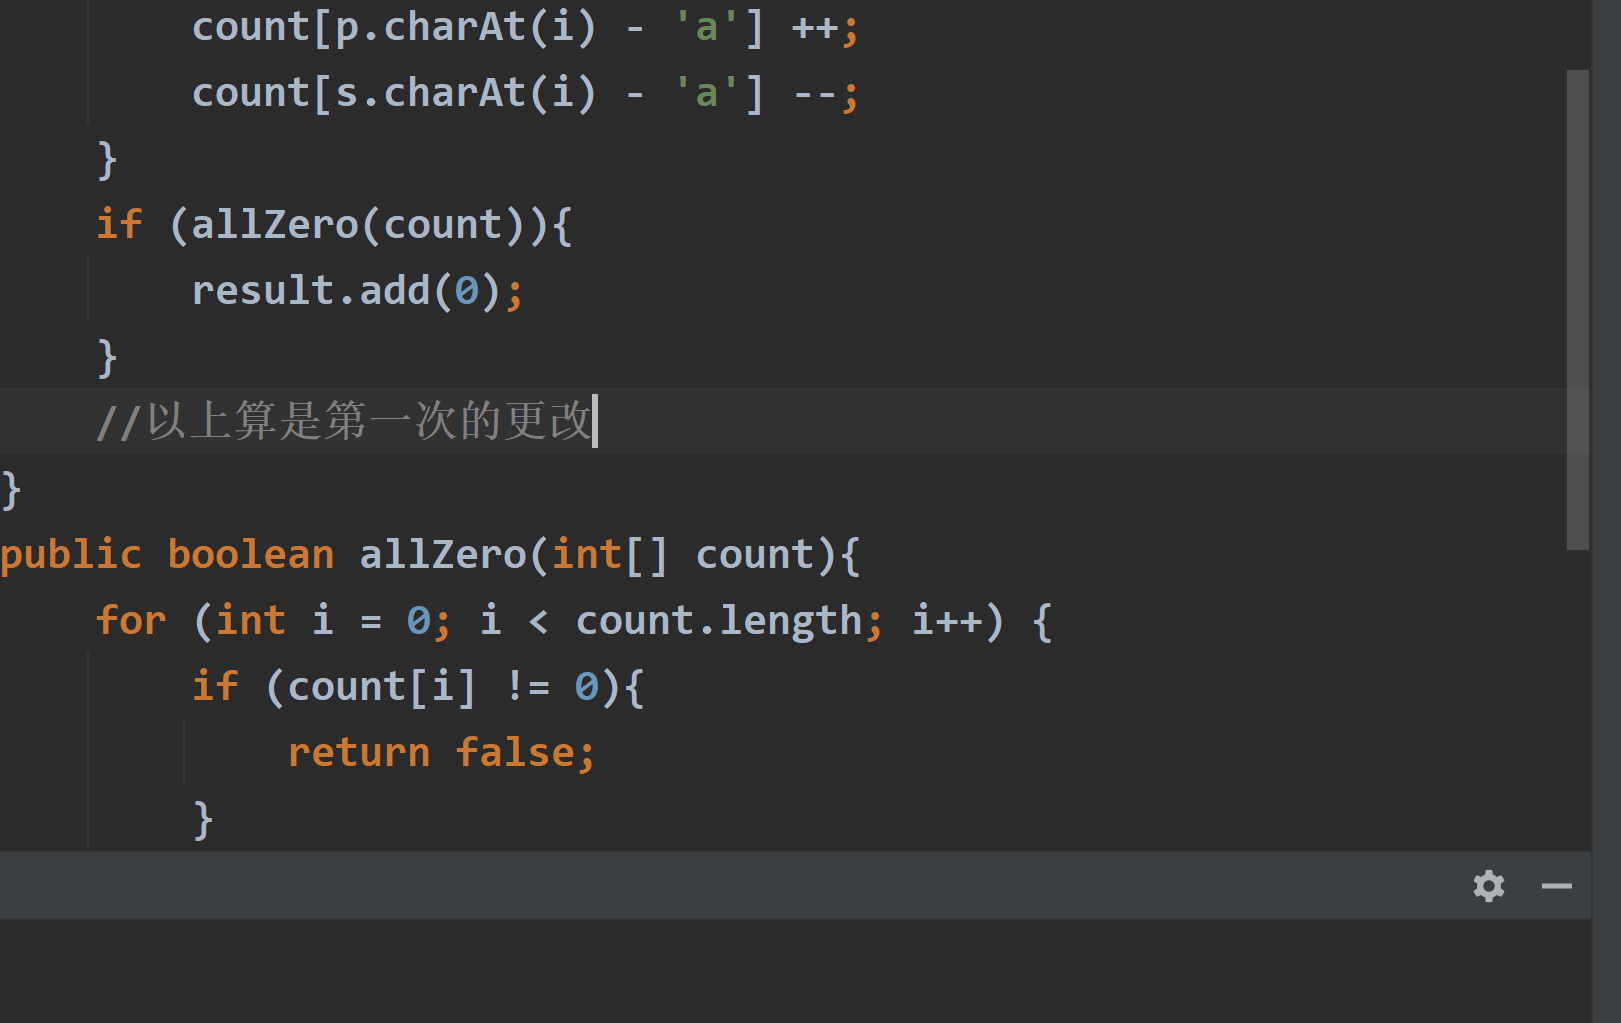 count[p.charAt(i) - 'a'] ++;
count[s.charAt(i) - 'a'] --;
}
if (allZero(count)){
result.add(0);
}
//以上算是第一次的更改
}
public boolean allZero(int[] count){
for (int i = 0; i < count.length; i++) {
if (count[i] != 0){
return false;
}